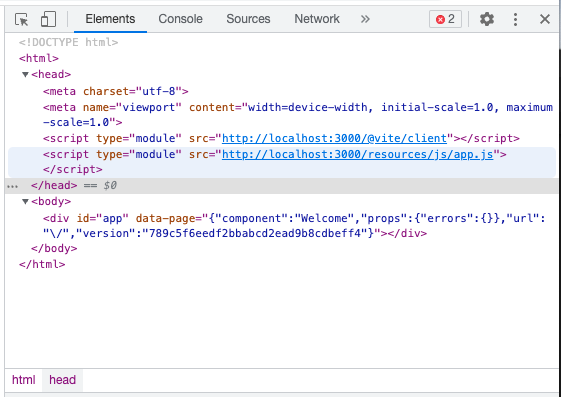 Elements Console Sources Network » 2
<!DOCTYPE html>
<html>
<head>
<meta charset="utf-8">
<meta name="viewport" content="width=device-width, initial-scale=1.0, maximum
-scale=1.0">
<script type="module" src="http://localhost:3000/@vite/client"></script>
<script type="module" src="http://localhost:3000/resources/js/app.js">
</script>
… </head> == $0
<body>
<div id="app" data-page="{"component":"Welcome","props":{"errors":{}},"url":
"\/","version":"789c5f6eedf2bbabcd2ead9b8cdbeff4"}"></div>
</body>
</html>
html head